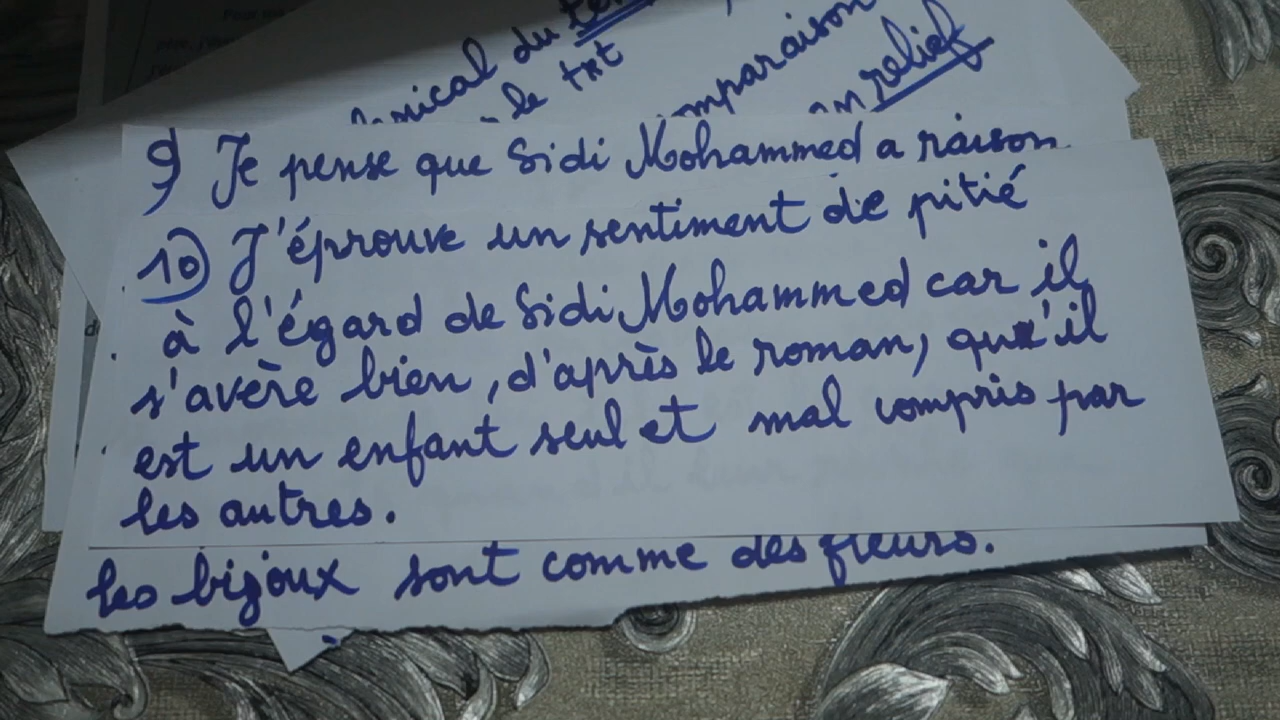 du
le txt
comparaison
en relief
9) Je pense que Sidi Mohammed a raison
10) J'éprouve un sentiment de pitié
à l'égard de Sidi Mohammed car il
s'avère bien, d'après le roman, qu'il
est un enfant seul et mal compris par
les autres.
les bijoux sont comme des fleurs.